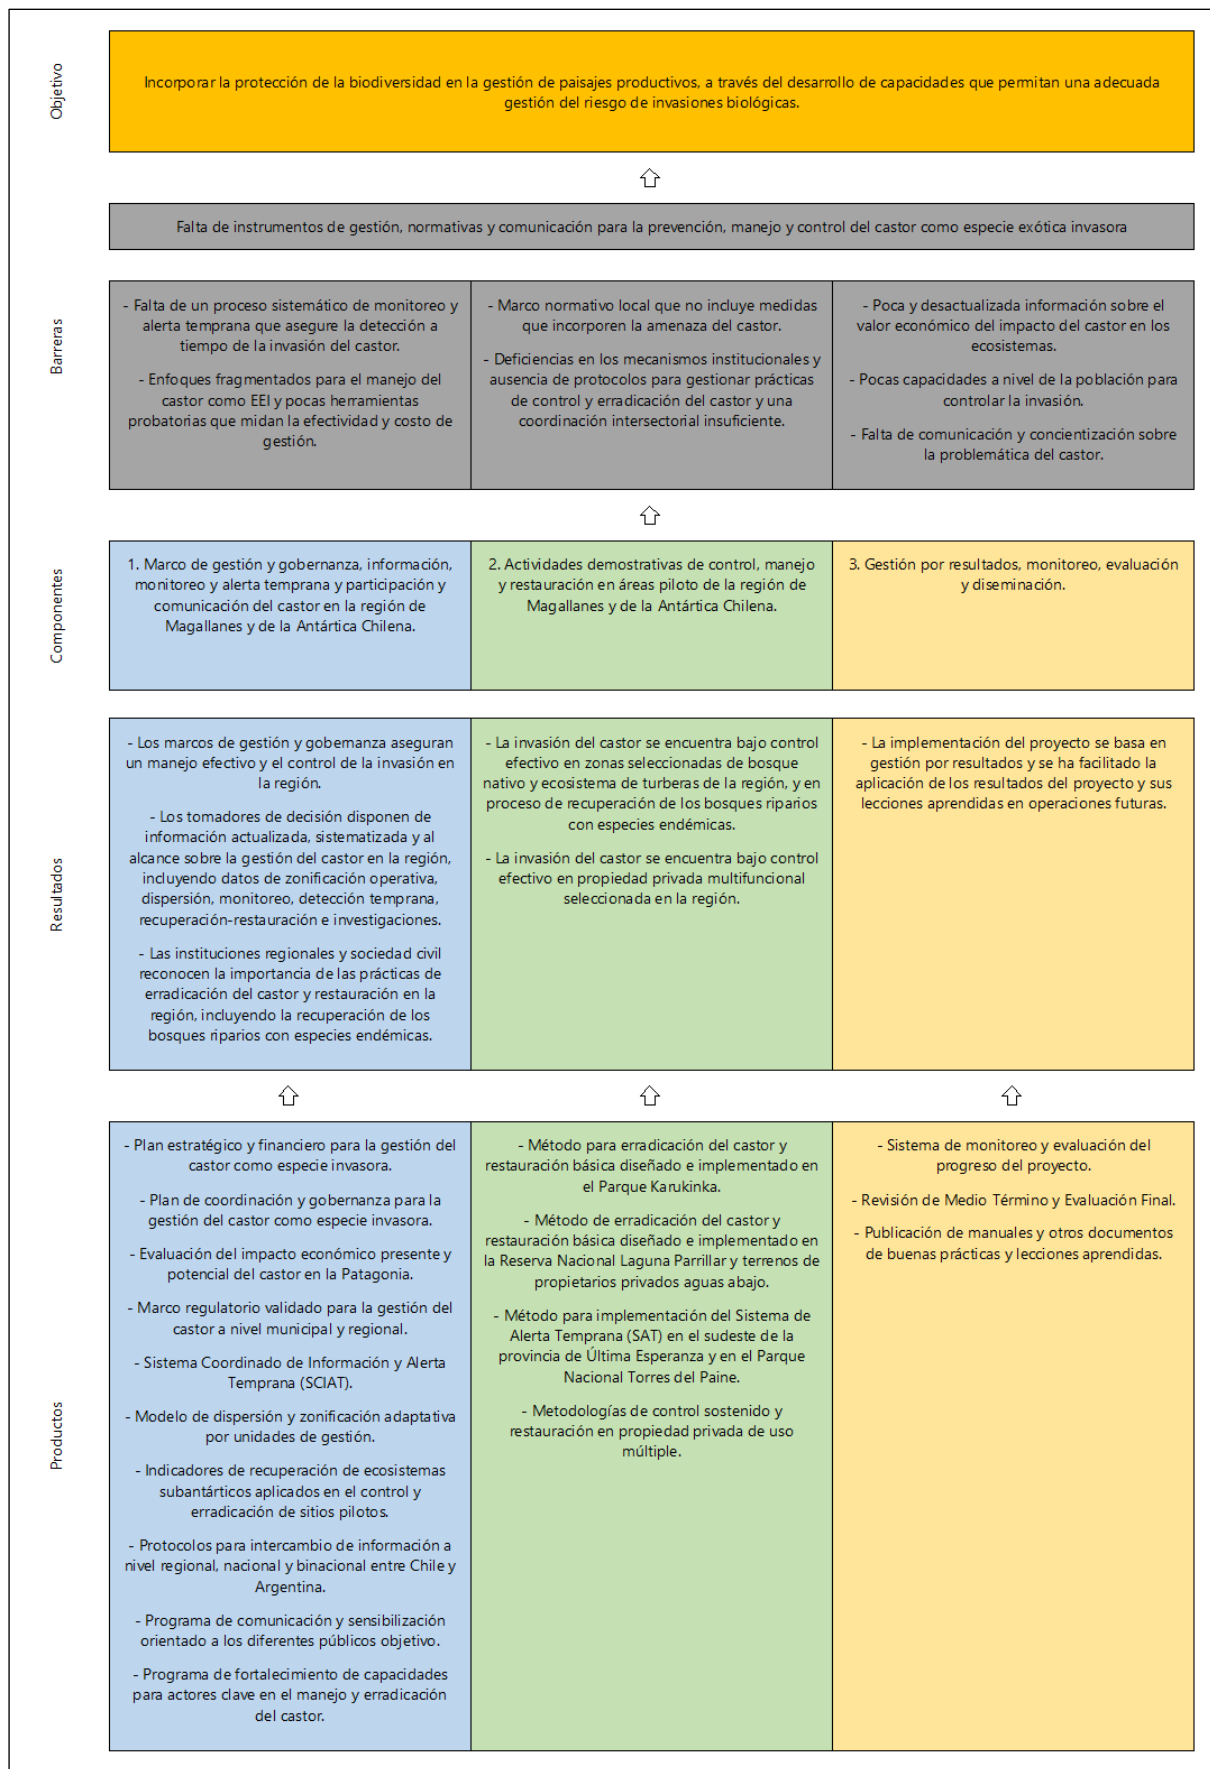 Objetivo
Incorporar la protección de la biodiversidad en la gestión de paisajes productivos, a través del desarrollo de capacidades que permitan una adecuada
gestión del riesgo de invasiones biológicas.
Barreras
Falta de instrumentos de gestión, normativas y comunicación para la prevención, manejo y control del castor como especie exótica invasora
- Falta de un proceso sistemático de monitoreo y
alerta temprana que asegure la detección a
tiempo de la invasión del castor.
- Enfoques fragmentados para el manejo del
castor como EEI y pocas herramientas
probatorias que midan la efectividad y costo de
gestión.
- Marco normativo local que no incluye medidas
que incorporen la amenaza del castor.
- Deficiencias en los mecanismos institucionales y
ausencia de protocolos para gestionar prácticas
de control y erradicación del castor y una
coordinación intersectorial insuficiente.
- Poca y desactualizada información sobre el
valor económico del impacto del castor en los
ecosistemas.
- Pocas capacidades a nivel de la población para
controlar la invasión.
- Falta de comunicación y concientización sobre
la problemática del castor.
Componentes
1. Marco de gestión y gobernanza, información,
monitoreo y alerta temprana y participación y
comunicación del castor en la región de
Magallanes y de la Antártica Chilena.
2. Actividades demostrativas de control, manejo
y restauración en áreas piloto de la región de
Magallanes y de la Antártica Chilena.
3. Gestión por resultados, monitoreo, evaluación
y diseminación.
Resultados
- Los marcos de gestión y gobernanza aseguran
un manejo efectivo y el control de la invasión en
la región.
- Los tomadores de decisión disponen de
información actualizada, sistematizada y al
alcance sobre la gestión del castor en la región,
incluyendo datos de zonificación operativa,
dispersión, monitoreo, detección temprana,
recuperación-restauración e investigaciones.
- Las instituciones regionales y sociedad civil
reconocen la importancia de las prácticas de
erradicación del castor y restauración en la
región, incluyendo la recuperación de los
bosques riparios con especies endémicas.
- La invasión del castor se encuentra bajo control
efectivo en zonas seleccionadas de bosque
nativo y ecosistema de turberas de la región, y en
proceso de recuperación de los bosques riparios
con especies endémicas.
- La invasión del castor se encuentra bajo control
efectivo en propiedad privada multifuncional
seleccionada en la región.
- La implementación del proyecto se basa en
gestión por resultados y se ha facilitado la
aplicación de los resultados del proyecto y sus
lecciones aprendidas en operaciones futuras.
Productos
- Plan estratégico y financiero para la gestión del
castor como especie invasora.
- Plan de coordinación y gobernanza para la
gestión del castor como especie invasora.
- Evaluación del impacto económico presente y
potencial del castor en la Patagonia.
- Marco regulatorio validado para la gestión del
castor a nivel municipal y regional.
- Sistema Coordinado de Información y Alerta
Temprana (SCIAT).
- Modelo de dispersión y zonificación adaptativa
por unidades de gestión.
- Indicadores de recuperación de ecosistemas
subantárticos aplicados en el control y
erradicación de sitios pilotos.
- Protocolos para intercambio de información a
nivel regional, nacional y binacional entre Chile y
Argentina.
- Programa de comunicación y sensibilización
orientado a los diferentes públicos objetivo.
- Programa de fortalecimiento de capacidades
para actores clave en el manejo y erradicación
del castor.
- Método para erradicación del castor y
restauración básica diseñado e implementado en
el Parque Karukinka.
- Método de erradicación del castor y
restauración básica diseñado e implementado en
la Reserva Nacional Laguna Parrillar y terrenos de
propietarios privados aguas abajo.
- Método para implementación del Sistema de
Alerta Temprana (SAT) en el sudeste de la
provincia de Última Esperanza y en el Parque
Nacional Torres del Paine.
- Metodologías de control sostenido y
restauración en propiedad privada de uso
múltiple.
- Sistema de monitoreo y evaluación del
progreso del proyecto.
- Revisión de Medio Término y Evaluación Final.
- Publicación de manuales y otros documentos
de buenas prácticas y lecciones aprendidas.